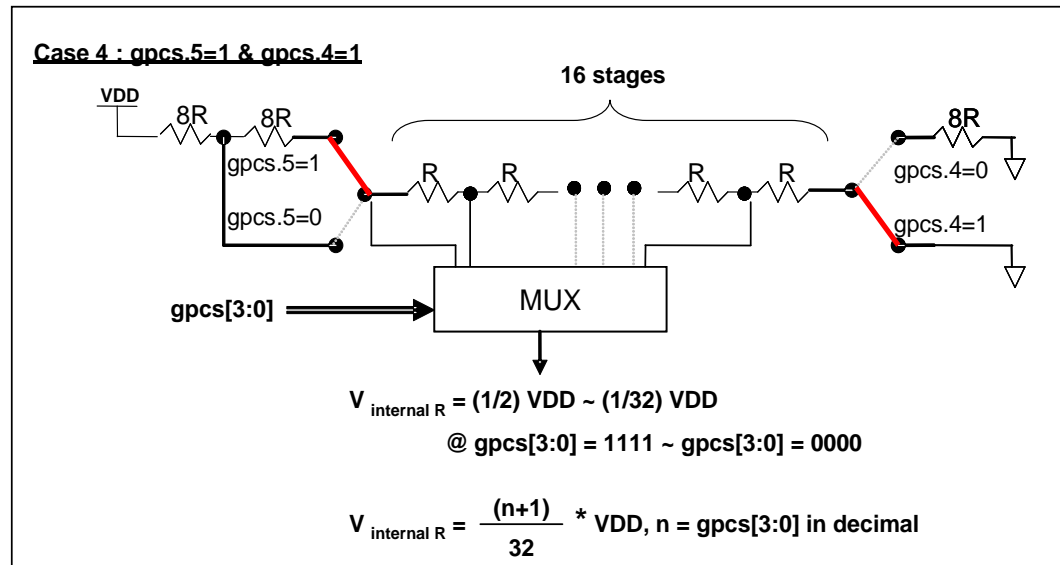 Case 4 : gpcs.5=1 & gpcs.4=1
16 stages
VDD
8R
8R
8R
gpcs.5=1
gpcs.4=0
R
R
R
R
gpcs.5=0
gpcs.4=1
MUX
gpcs[3:0]
V internal R = (1/2) VDD ~ (1/32) VDD
@ gpcs[3:0] = 1111 ~ gpcs[3:0] = 0000
(n+1)
V internal R = * VDD, n = gpcs[3:0] in decimal
32